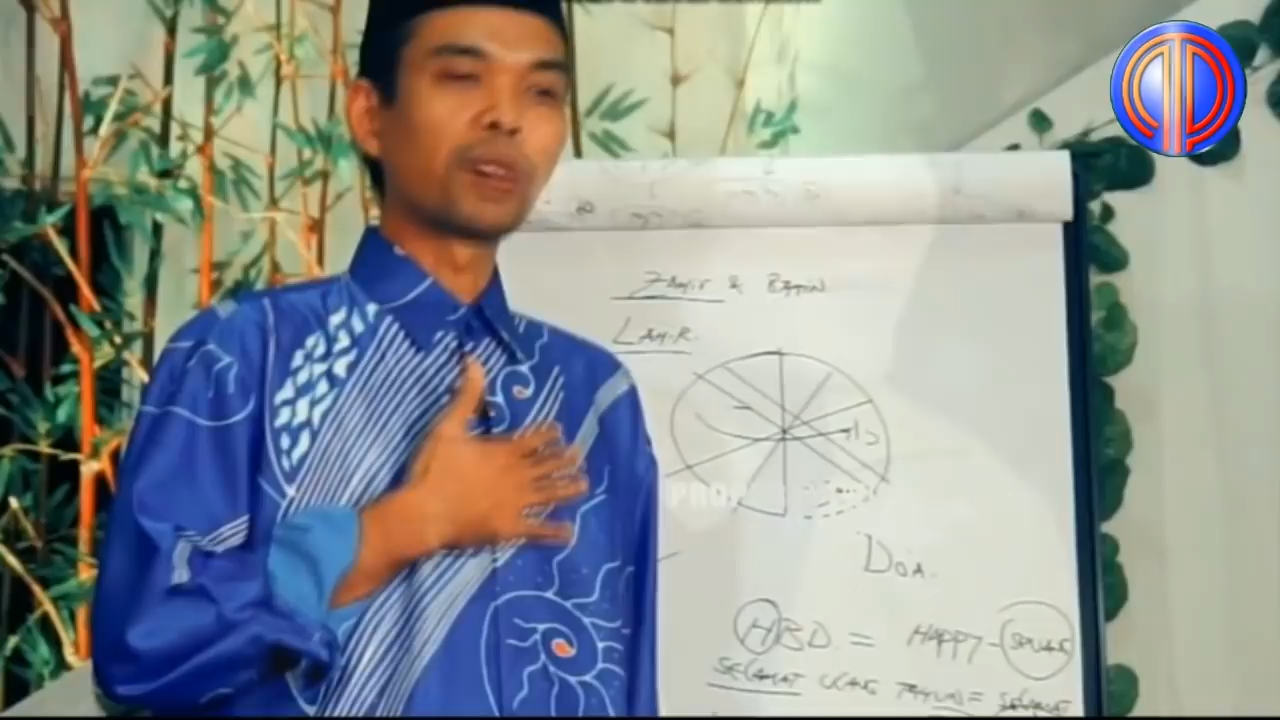 ZAHIR & BATIN
LAHIR
DOA.
HBD = HAPPY -
SELAMAT ULANG TAHUN = SELAMAT